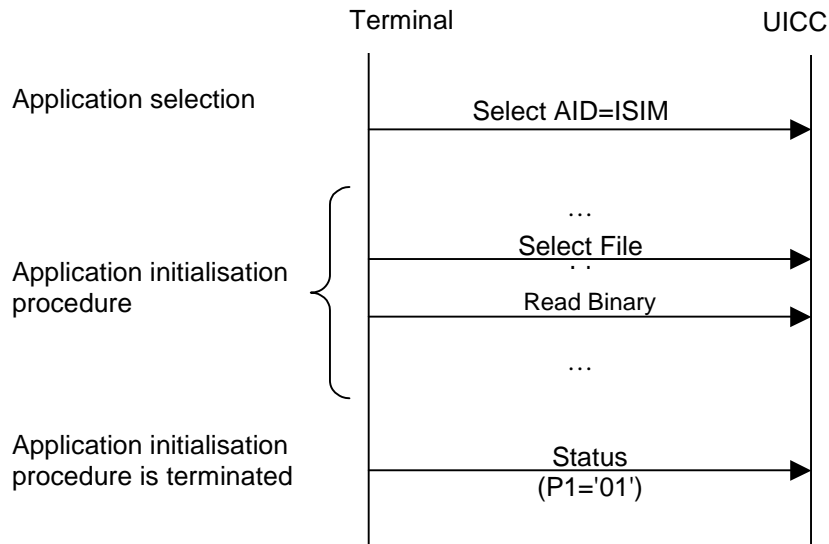 Terminal UICC
Application selection
Select AID=ISIM
...
Select File
. .
Application initialisation
procedure
Read Binary
...
Application initialisation
procedure is terminated
Status
(P1='01')